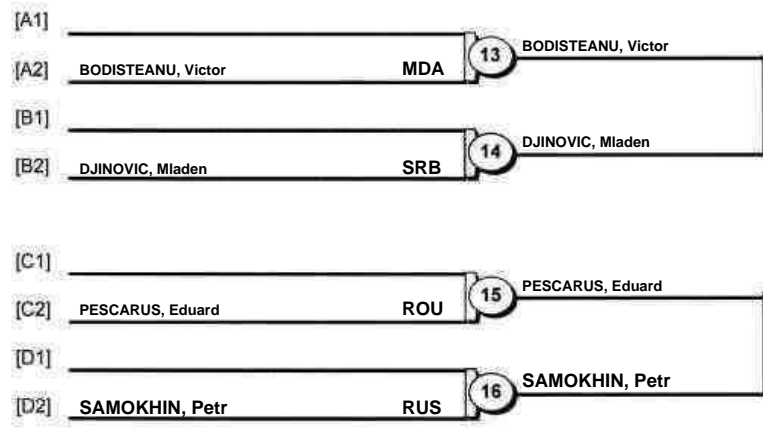 [A1]
13 BODISTEANU, Victor
[A2] BODISTEANU, Victor MDA
[B1]
14 DJINOVIC, Mladen
[B2] DJINOVIC, Mladen SRB
[C1]
15 PESCARUS, Eduard
[C2] PESCARUS, Eduard ROU
[D1]
16 SAMOKHIN, Petr
[D2] SAMOKHIN, Petr RUS